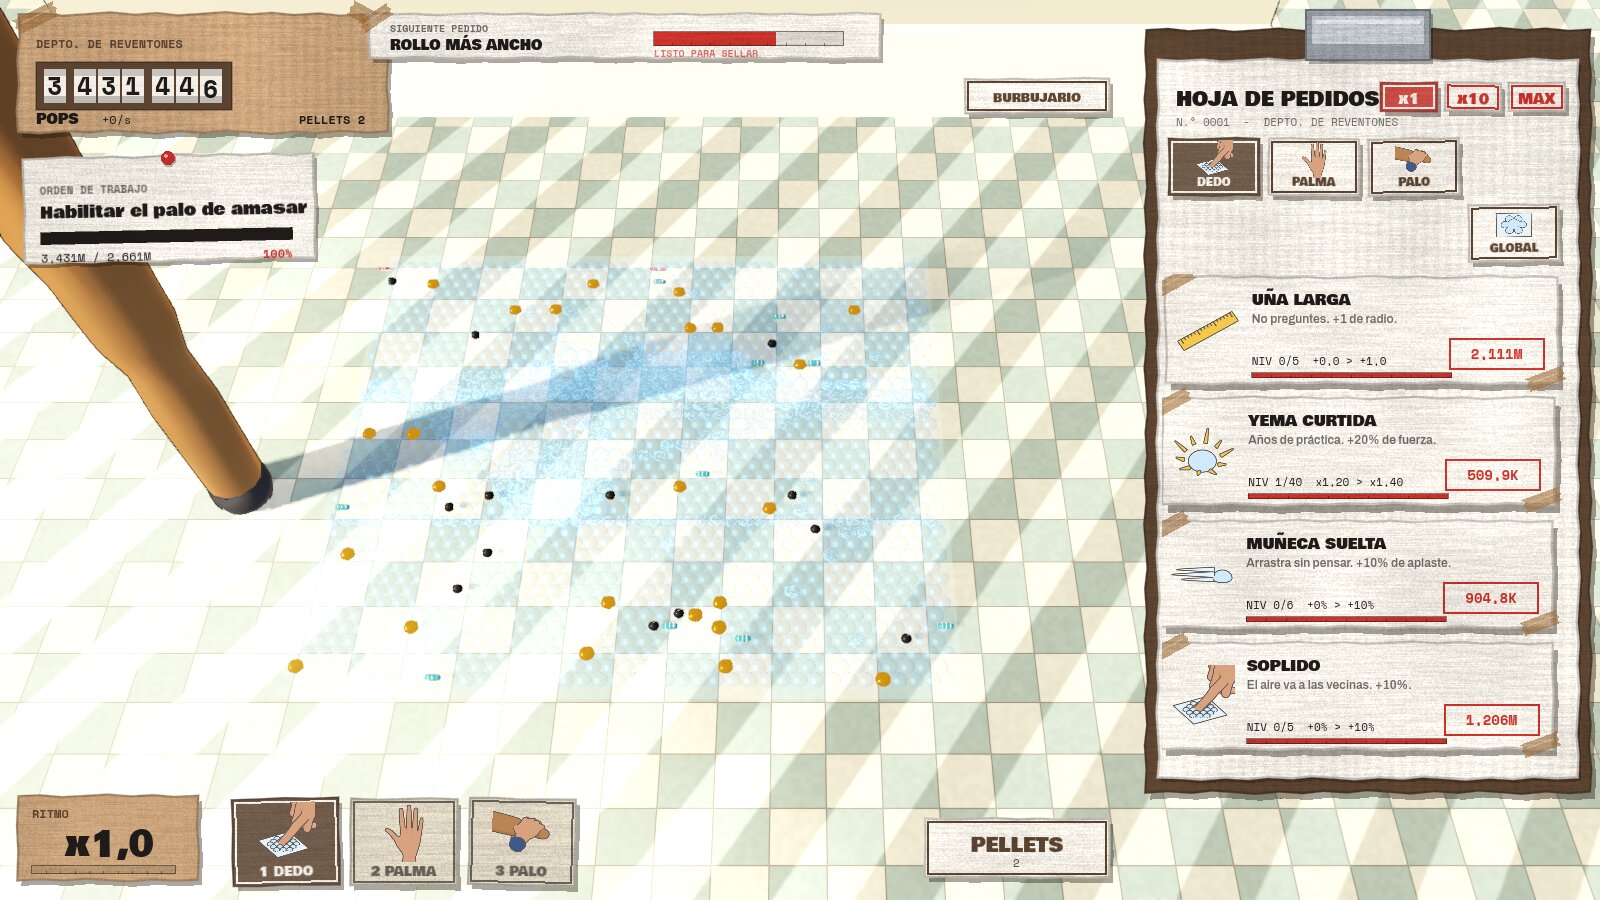 DEPTO. DE REVENTONES
3 431 446
POPS +0/s PELLETS 2
SIGUIENTE PEDIDO
ROLLO MÁS ANCHO
LISTO PARA SELLAR
BURBUJARIO
ORDEN DE TRABAJO
Habilitar el palo de amasar
3,431M / 2,661M 100%
HOJA DE PEDIDOS x1 x10 MAX
N.° 0001 - DEPTO. DE REVENTONES
DEDO PALMA PALO
GLOBAL
UÑA LARGA
No preguntes. +1 de radio.
NIV 0/5 +0,0 > +1,0 2,111M
YEMA CURTIDA
Años de práctica. +20% de fuerza.
NIV 1/40 x1,20 > x1,40 509,9K
MUÑECA SUELTA
Arrastra sin pensar. +10% de aplaste.
NIV 0/6 +0% > +10% 904,8K
SOPLIDO
El aire va a las vecinas. +10%.
NIV 0/5 +0% > +10% 1,206M
RITMO
x1,0
1 DEDO 2 PALMA 3 PALO
PELLETS
2